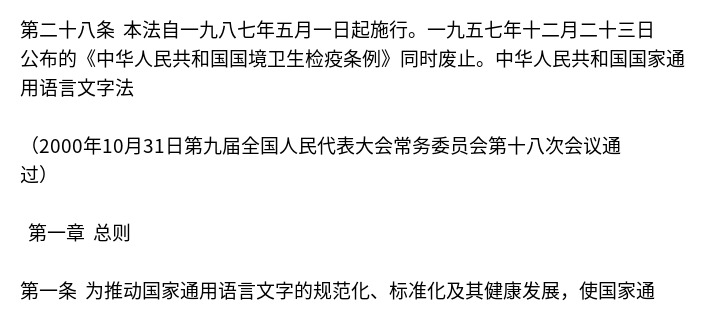 第二十八条 本法自一九八七年五月一日起施行。一九五七年十二月二十三日
公布的《中华人民共和国国境卫生检疫条例》同时废止。中华人民共和国国家通
用语言文字法
（2000年10月31日第九届全国人民代表大会常务委员会第十八次会议通
过）
第一章 总则
第一条 为推动国家通用语言文字的规范化、标准化及其健康发展，使国家通